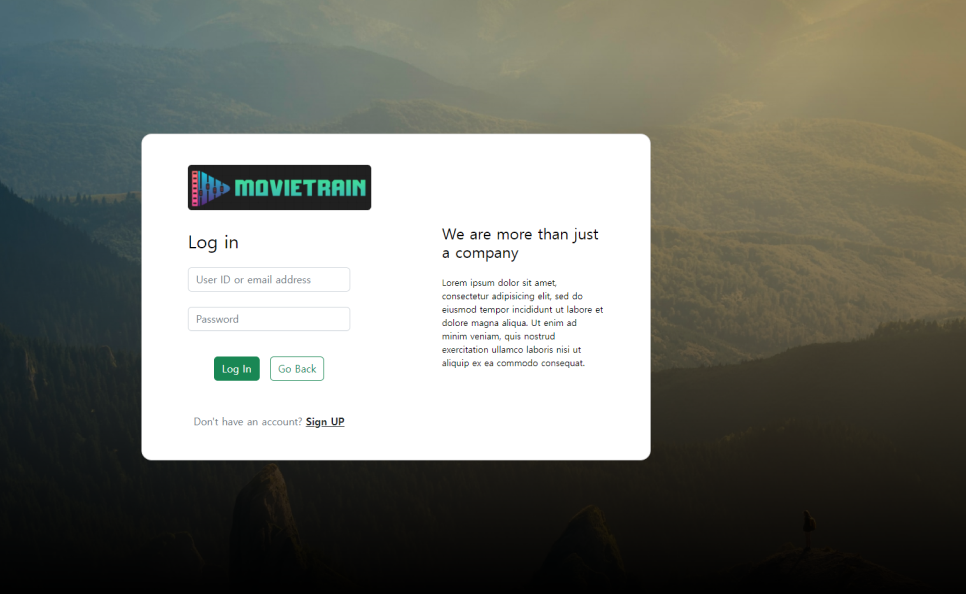 MOVIETRAIN
Log in
User ID or email address
Password
Log In
Go Back
Don't have an account? Sign UP
We are more than just
a company
Lorem ipsum dolor sit amet,
consectetur adipisicing elit, sed do
eiusmod tempor incididunt ut labore et
dolore magna aliqua. Ut enim ad
minim veniam, quis nostrud
exercitation ullamco laboris nisi ut
aliquip ex ea commodo consequat.